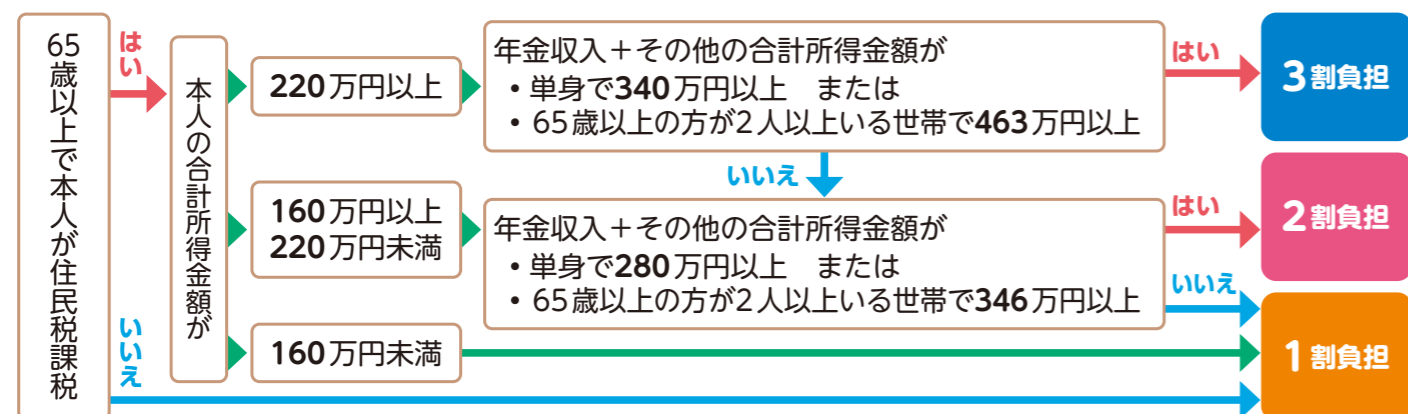 65歳以上で本人が住民税課税
はい
いいえ
本人の合計所得金額が
220万円以上
年金収入＋その他の合計所得金額が
・単身で340万円以上　または
・65歳以上の方が2人以上いる世帯で463万円以上
はい
3割負担
いいえ
160万円以上
220万円未満
年金収入＋その他の合計所得金額が
・単身で280万円以上　または
・65歳以上の方が2人以上いる世帯で346万円以上
はい
2割負担
いいえ
160万円未満
1割負担